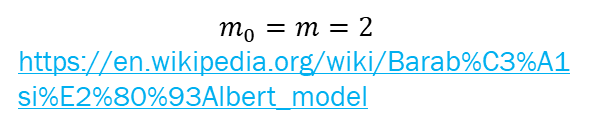 𝑚₀ = 𝑚 = 2
https://en.wikipedia.org/wiki/Barab%C3%A1
si%E2%80%93Albert_model